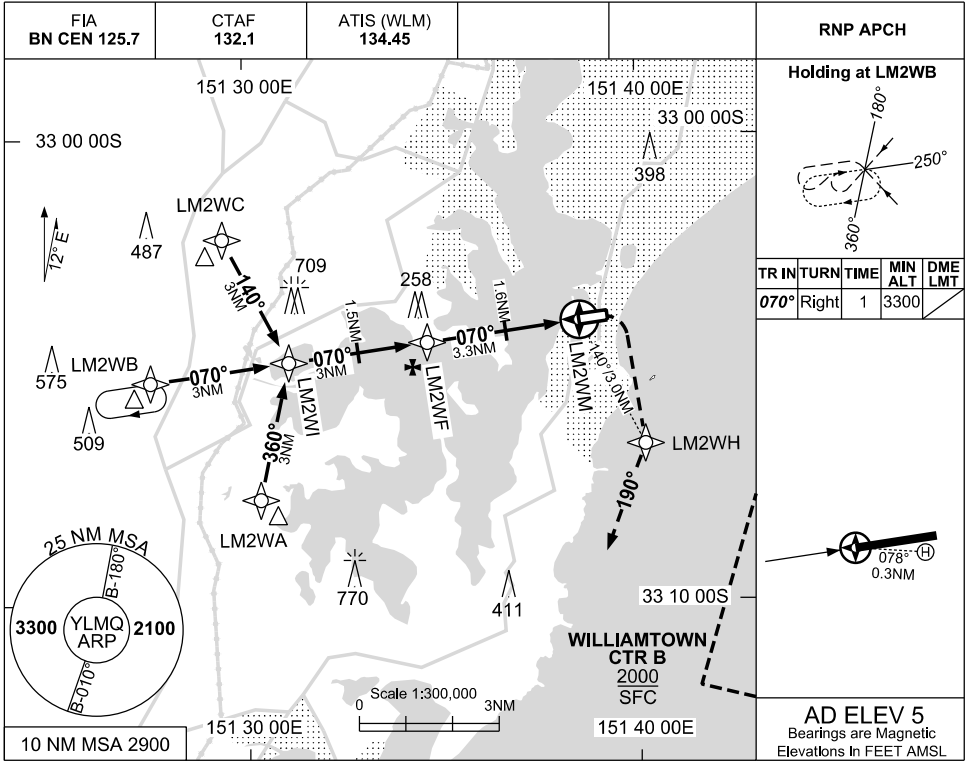 FIA
BN CEN 125.7
CTAF
132.1
ATIS (WLM)
134.45
RNP APCH
151 30 00E
151 40 00E
33 00 00S
33 00 00S
398
12° E
487
LM2WC
140°
3NM
709
258
1.5NM
1.6NM
575
LM2WB
070°
3NM
070°
3NM
070°
3.3NM
LM2WI
LM2WF
LM2WM
140°/3.0NM
509
360°
3NM
LM2WH
190°
LM2WA
770
411
33 10 00S
25 NM MSA
B-180°
3300
YLMQ
ARP
2100
B-010°
10 NM MSA 2900
WILLIAMTOWN
CTR B
2000
SFC
Scale 1:300,000
0
3NM
151 30 00E
151 40 00E
Holding at LM2WB
180°
250°
360°
TR IN TURN TIME MIN ALT DME LMT
070° Right 1 3300
078°
0.3NM
H
AD ELEV 5
Bearings are Magnetic
Elevations in FEET AMSL